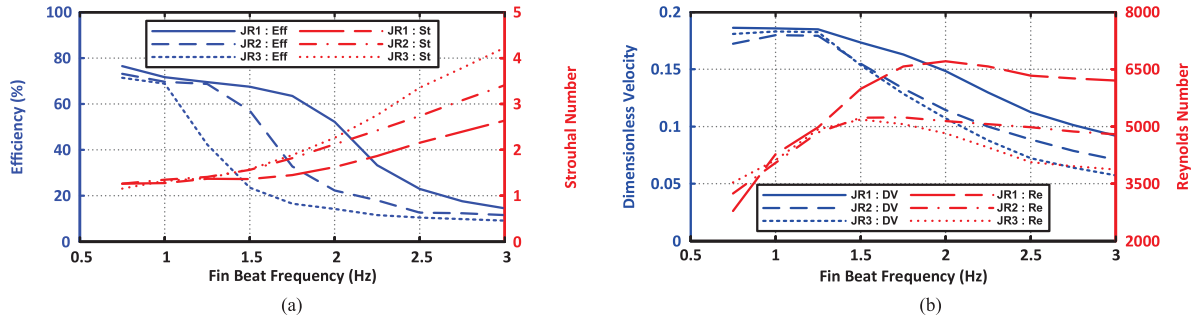 100
80
60
40
20
0
Efficiency (%)
JR1 : Eff
JR2 : Eff
JR3 : Eff
JR1 : St
JR2 : St
JR3 : St
5
4
3
2
1
0
Strouhal Number
0.5 1 1.5 2 2.5 3
Fin Beat Frequency (Hz)
(a)
0.2
0.15
0.1
0.05
0
Dimensionless Velocity
JR1 : DV
JR2 : DV
JR3 : DV
JR1 : Re
JR2 : Re
JR3 : Re
8000
6500
5000
3500
2000
Reynolds Number
0.5 1 1.5 2 2.5 3
Fin Beat Frequency (Hz)
(b)